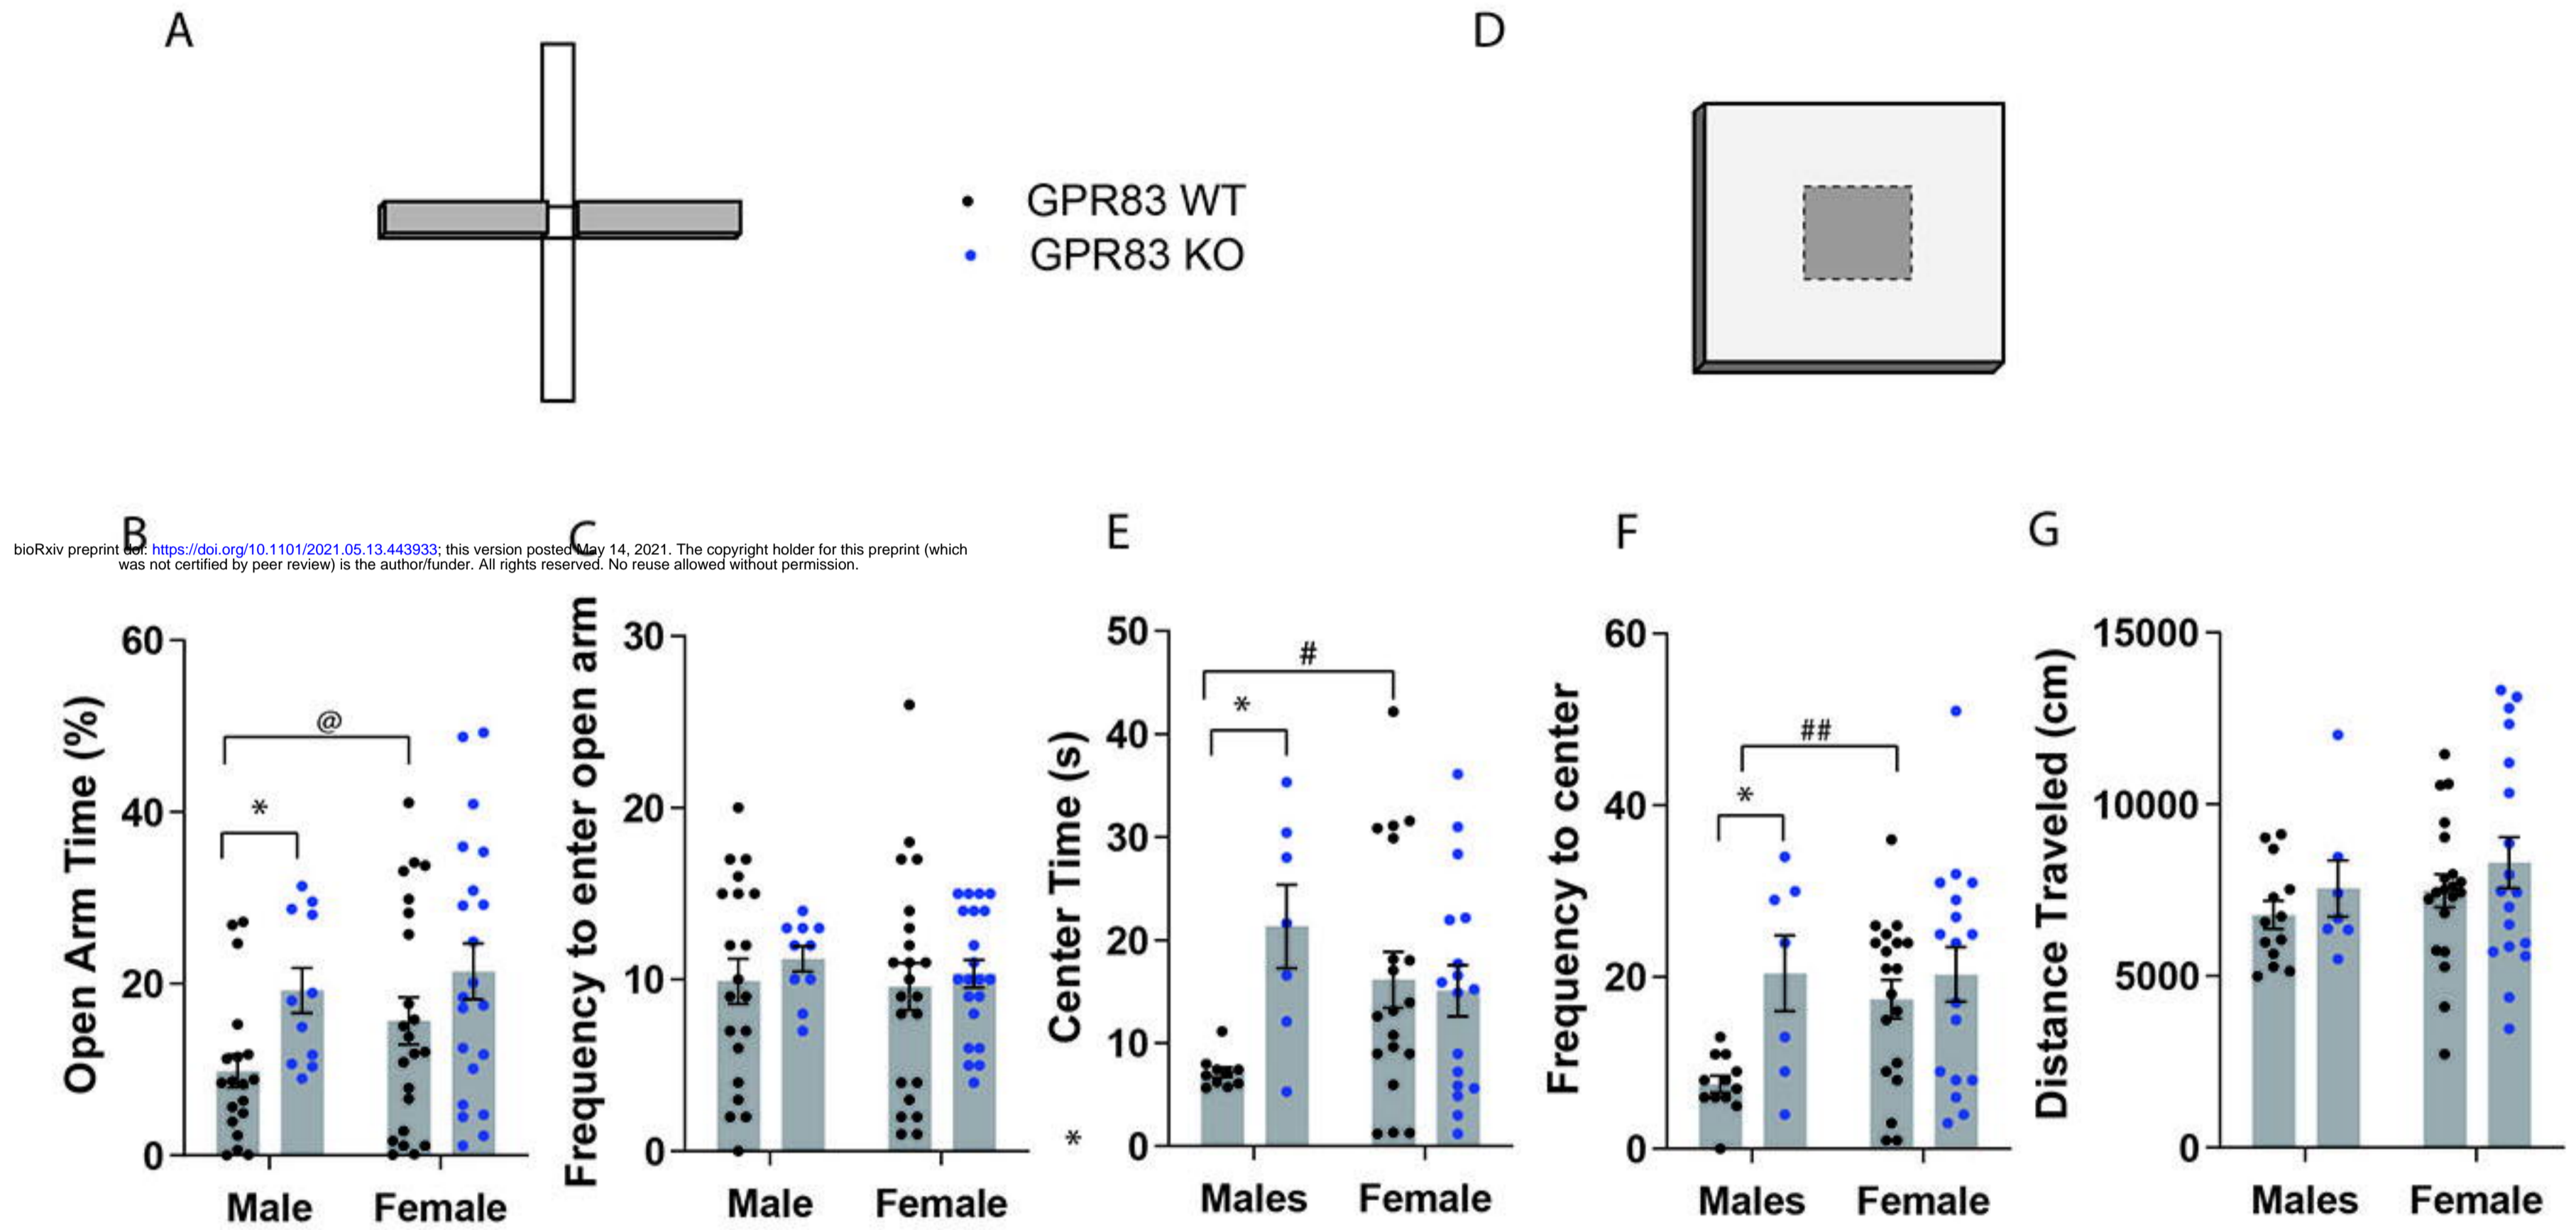 A
D
GPR83 WT
GPR83 KO
B
C
E
F
G
bioRxiv preprint doi: https://doi.org/10.1101/2021.05.13.443933; this version posted May 14, 2021. The copyright holder for this preprint (which
was not certified by peer review) is the author/funder. All rights reserved. No reuse allowed without permission.
Open Arm Time (%)
60
40
20
0
@
*
Male
Female
Frequency to enter open arm
30
20
10
0
Male
Female
Center Time (s)
*
50
40
30
20
10
0
#
*
Males
Female
Frequency to center
60
40
20
0
##
*
Males
Female
Distance Traveled (cm)
15000
10000
5000
0
Males
Female